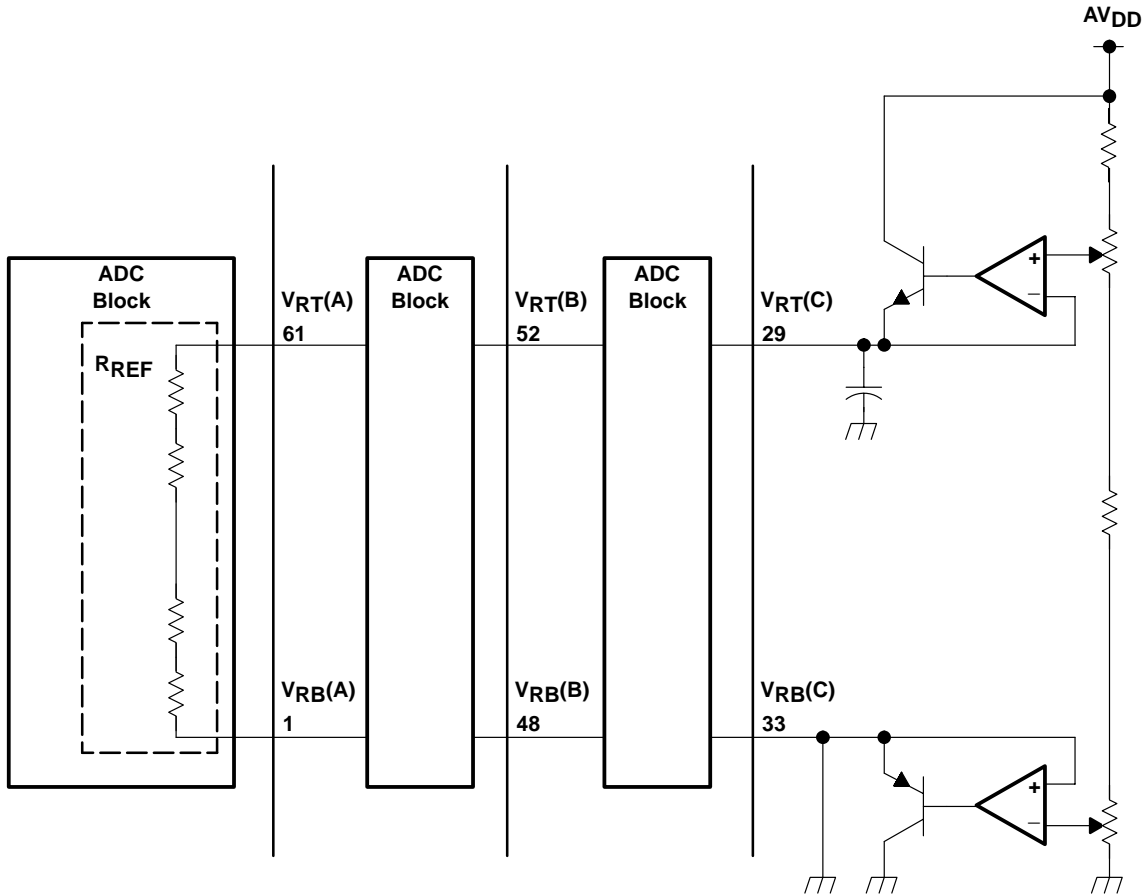 AVDD
ADC
Block
RREF
VRT(A)
61
ADC
Block
VRT(B)
52
ADC
Block
VRT(C)
29
+
–
VRB(A)
1
VRB(B)
48
VRB(C)
33
+
–